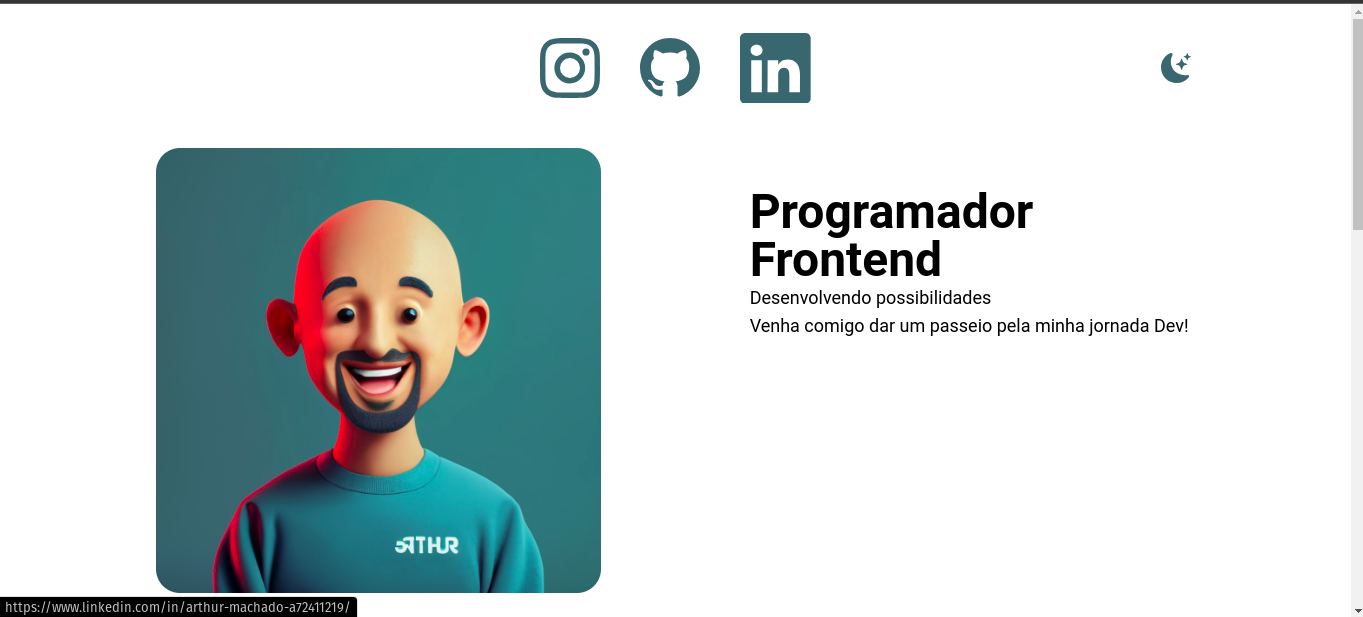 in
Programador
Frontend
Desenvolvendo possibilidades
Venha comigo dar um passeio pela minha jornada Dev!
https://www.linkedin.com/in/arthur-machado-a72411219/